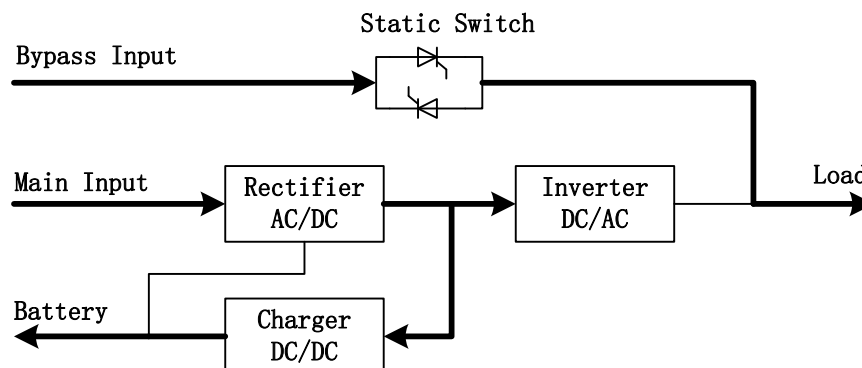 Static Switch
Bypass Input
Main Input
Rectifier
AC/DC
Inverter
DC/AC
Load
Battery
Charger
DC/DC